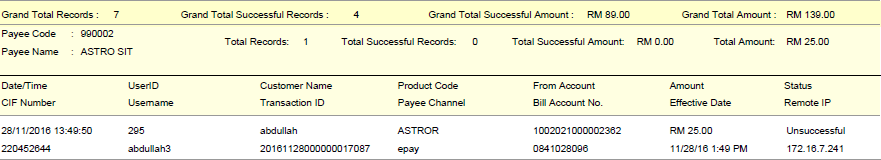 Grand Total Records : 7 Grand Total Successful Records : 4 Grand Total Successful Amount : RM 89.00 Grand Total Amount : RM 139.00
Payee Code : 990002
Total Records: 1 Total Successful Records: 0 Total Successful Amount: RM 0.00 Total Amount: RM 25.00
Payee Name : ASTRO SIT
Date/Time UserID Customer Name Product Code From Account Amount Status
CIF Number Username Transaction ID Payee Channel Bill Account No. Effective Date Remote IP
28/11/2016 13:49:50 295 abdullah ASTROR 1002021000002362 RM 25.00 Unsuccessful
220452644 abdullah3 20161128000000017087 epay 0841028096 11/28/16 1:49 PM 172.16.7.241